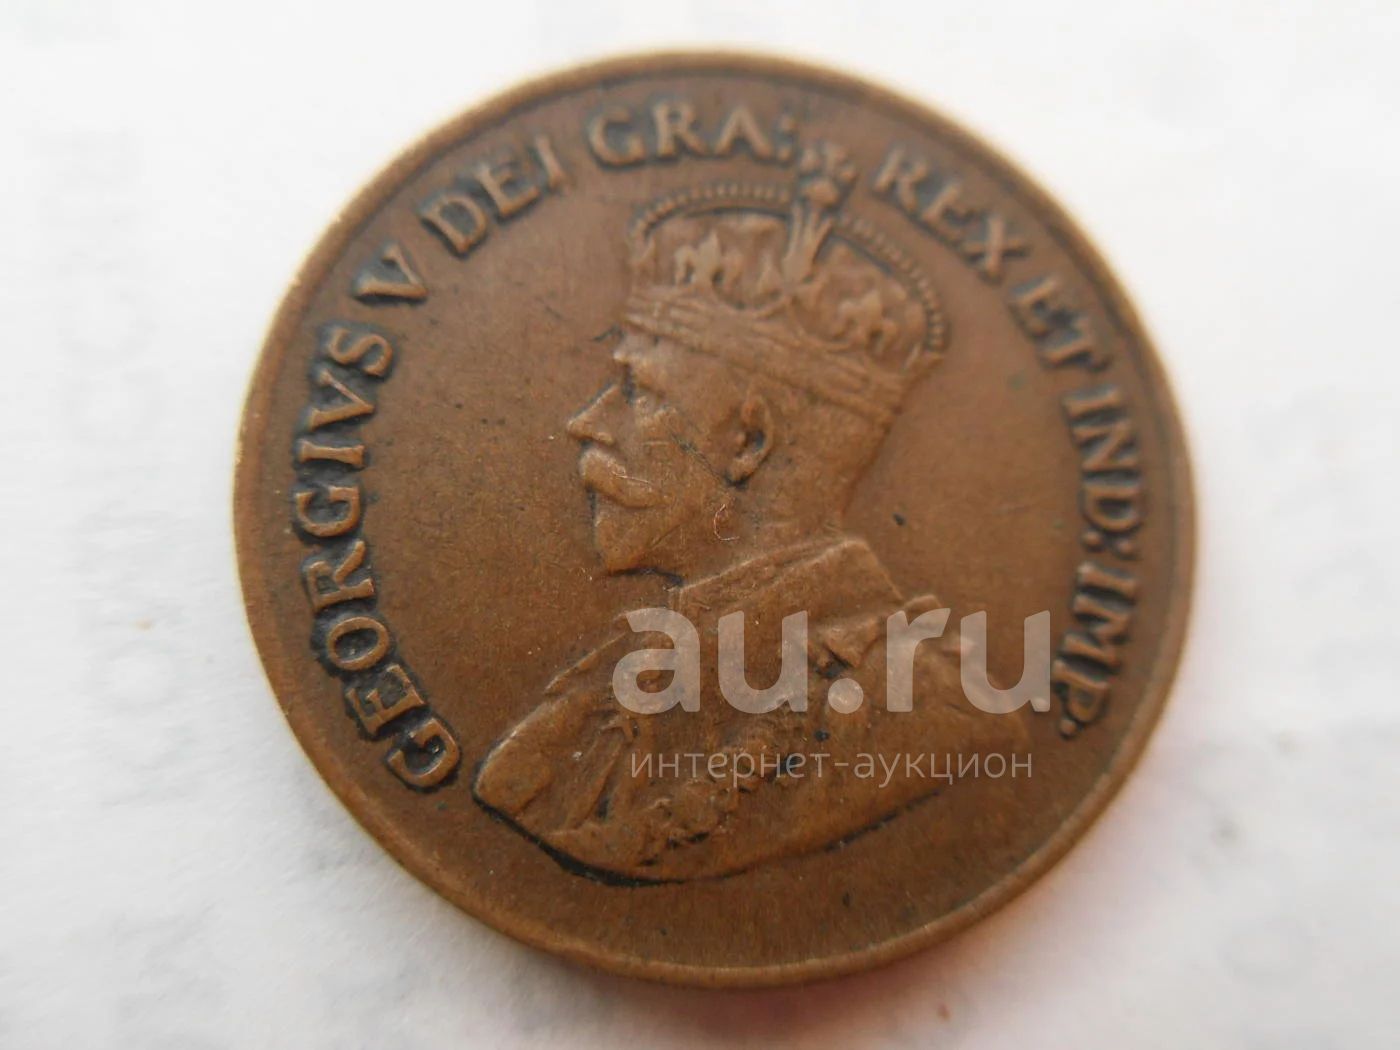 GEORGIVS V DEI GRA: REX ET IND: IMP.
au.ru
интернет-аукцион